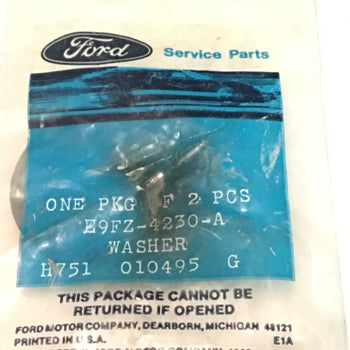 Ford
Service Parts
ONE PKG OF 2 PCS
E9FZ-4230-A
WASHER
H751 010495 G
THIS PACKAGE CANNOT BE
RETURNED IF OPENED
FORD MOTOR COMPANY, DEARBORN, MICHIGAN 48121
PRINTED IN U.S.A. E1A